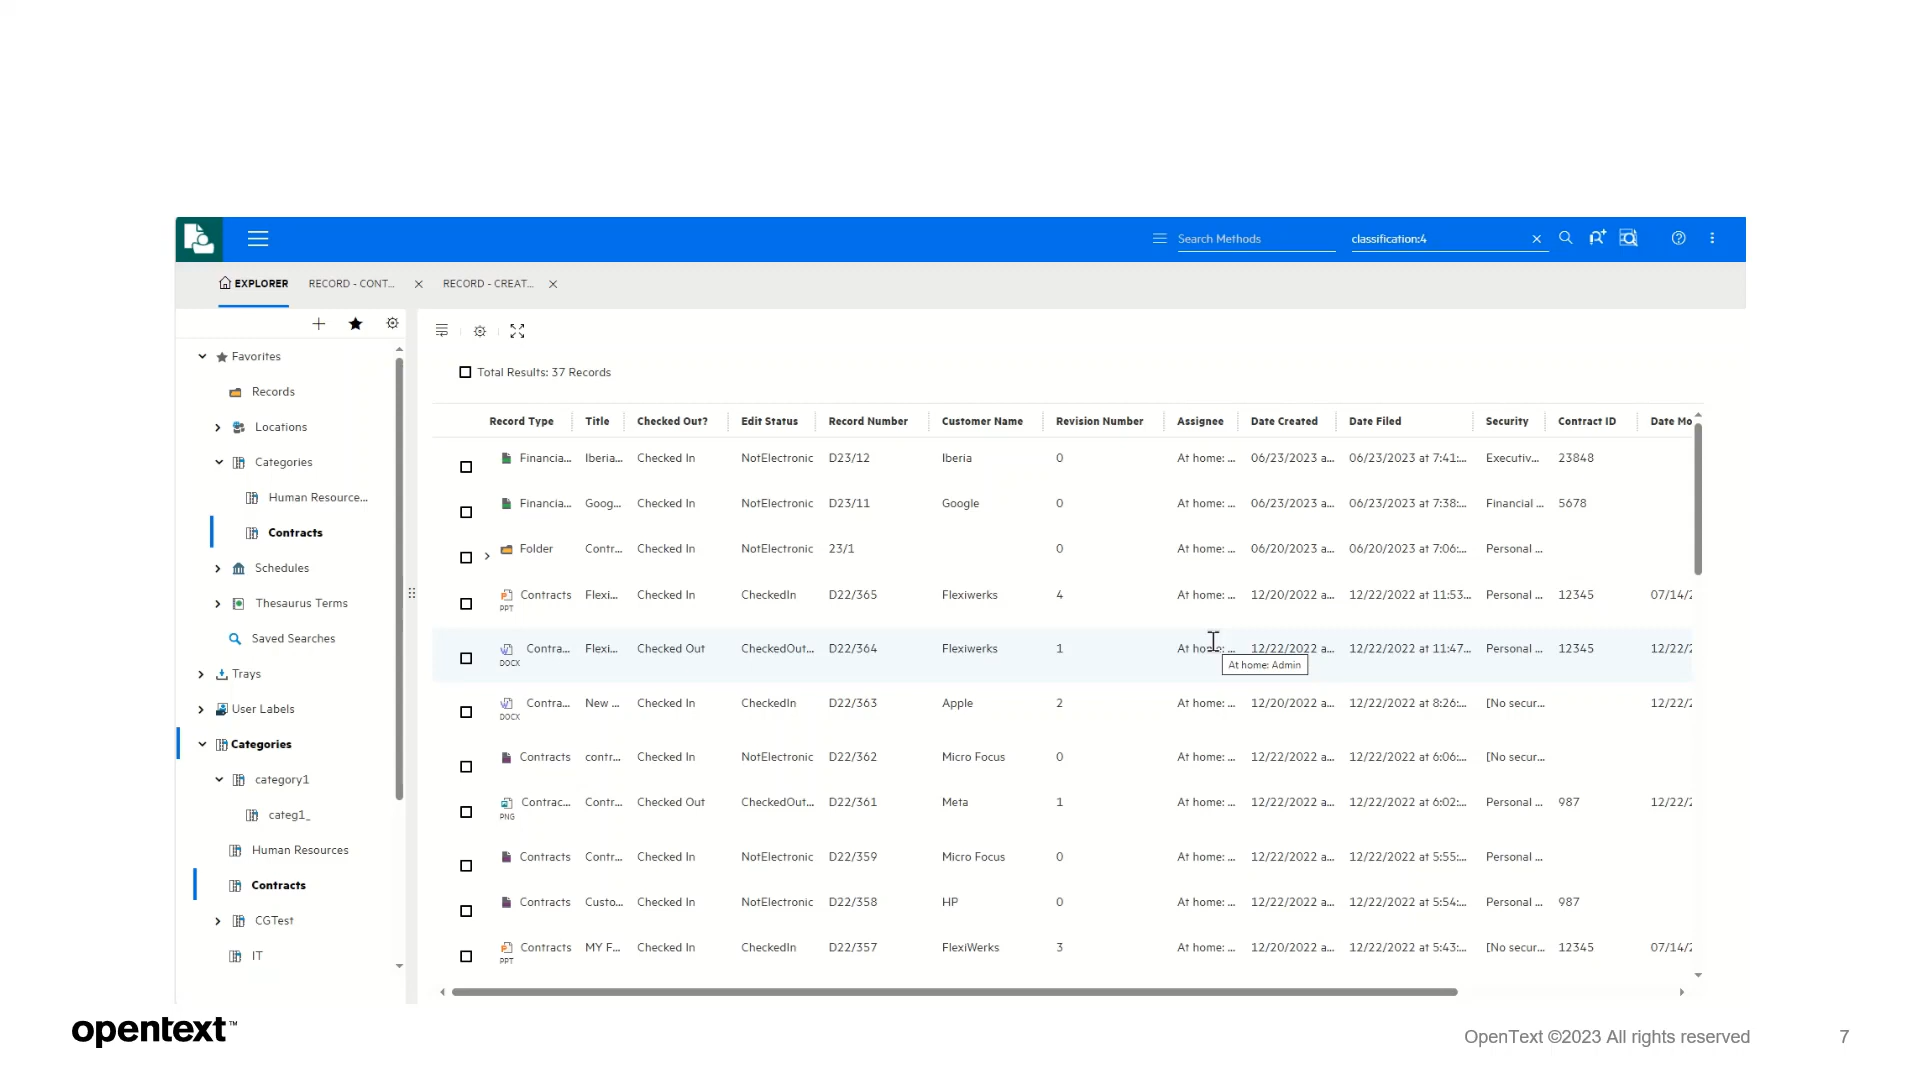 Search Methods classification:4
EXPLORER RECORD - CONT... RECORD - CREAT...
Favorites
Records
Locations
Categories
Human Resource...
Contracts
Schedules
Thesaurus Terms
Saved Searches
Trays
User Labels
Categories
category1
categ1_
Human Resources
Contracts
CGTest
IT
Total Results: 37 Records
Record Type Title Checked Out? Edit Status Record Number Customer Name Revision Number Assignee Date Created Date Filed Security Contract ID Date Mo
Financia... Iberia... Checked In NotElectronic D23/12 Iberia 0 At home: ... 06/23/2023 a... 06/23/2023 at 7:41:... Executiv... 23848
Financia... Goog... Checked In NotElectronic D23/11 Google 0 At home: ... 06/23/2023 a... 06/23/2023 at 7:38:... Financial ... 5678
Folder Contr... Checked In NotElectronic 23/1 0 At home: ... 06/20/2023 a... 06/20/2023 at 7:06:... Personal ...
Contracts Flexi... Checked In CheckedIn D22/365 Flexiwerks 4 At home: ... 12/20/2022 a... 12/22/2022 at 11:53... Personal ... 12345 07/14/2
PPT
Contra... Flexi... Checked Out CheckedOut... D22/364 Flexiwerks 1 At home: ... 12/22/2022 a... 12/22/2022 at 11:47... Personal ... 12345 12/22/2
DOCX
At home: Admin
Contra... New ... Checked In CheckedIn D22/363 Apple 2 At home: ... 12/20/2022 a... 12/22/2022 at 8:26:... [No secur... 12/22/2
DOCX
Contracts contr... Checked In NotElectronic D22/362 Micro Focus 0 At home: ... 12/22/2022 a... 12/22/2022 at 6:06:... [No secur...
Contrac... Contr... Checked Out CheckedOut... D22/361 Meta 1 At home: ... 12/22/2022 a... 12/22/2022 at 6:02:... Personal ... 987 12/22/2
PNG
Contracts Contr... Checked In NotElectronic D22/359 Micro Focus 0 At home: ... 12/22/2022 a... 12/22/2022 at 5:55:... Personal ...
Contracts Custo... Checked In NotElectronic D22/358 HP 0 At home: ... 12/22/2022 a... 12/22/2022 at 5:54:... Personal ... 987
Contracts MY F... Checked In CheckedIn D22/357 FlexiWerks 3 At home: ... 12/20/2022 a... 12/22/2022 at 5:43:... [No secur... 12345 07/14/2
PPT
opentext™
OpenText ©2023 All rights reserved 7